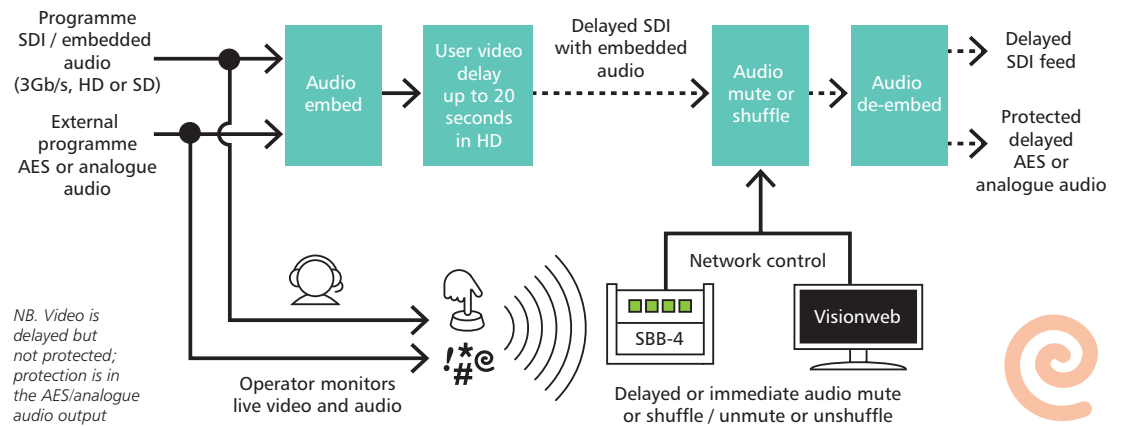 Programme
SDI / embedded
audio
(3Gb/s, HD or SD)
External
programme
AES or analogue
audio
Audio
embed
User video
delay
up to 20
seconds
in HD
Delayed SDI
with embedded
audio
Audio
mute or
shuffle
Audio
de-embed
Delayed
SDI feed
Protected
delayed
AES or
analogue audio
Network control
SBB-4
Visionweb
!*#@
NB. Video is
delayed but
not protected;
protection is in
the AES/analogue
audio output
Operator monitors
live video and audio
Delayed or immediate audio mute
or shuffle / unmute or unshuffle